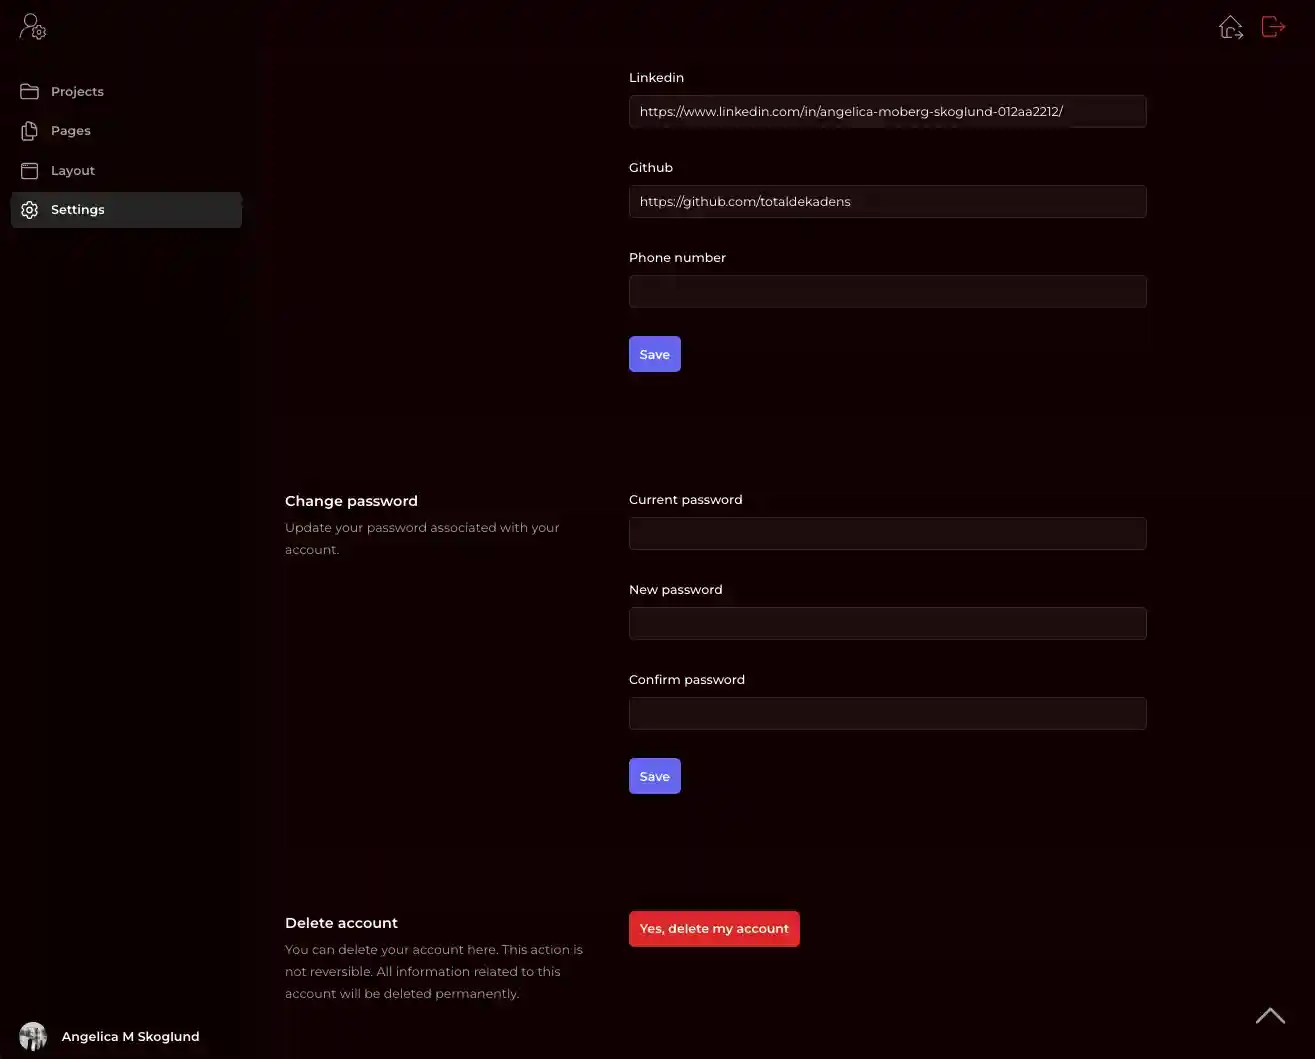 Projects
Pages
Layout
Settings
Linkedin
https://www.linkedin.com/in/angelica-moberg-skoglund-012aa2212/
Github
https://github.com/totaldekadens
Phone number
Save
Change password
Update your password associated with your
account.
Current password
New password
Confirm password
Save
Delete account
You can delete your account here. This action is
not reversible. All information related to this
account will be deleted permanently.
Yes, delete my account
Angelica M Skoglund